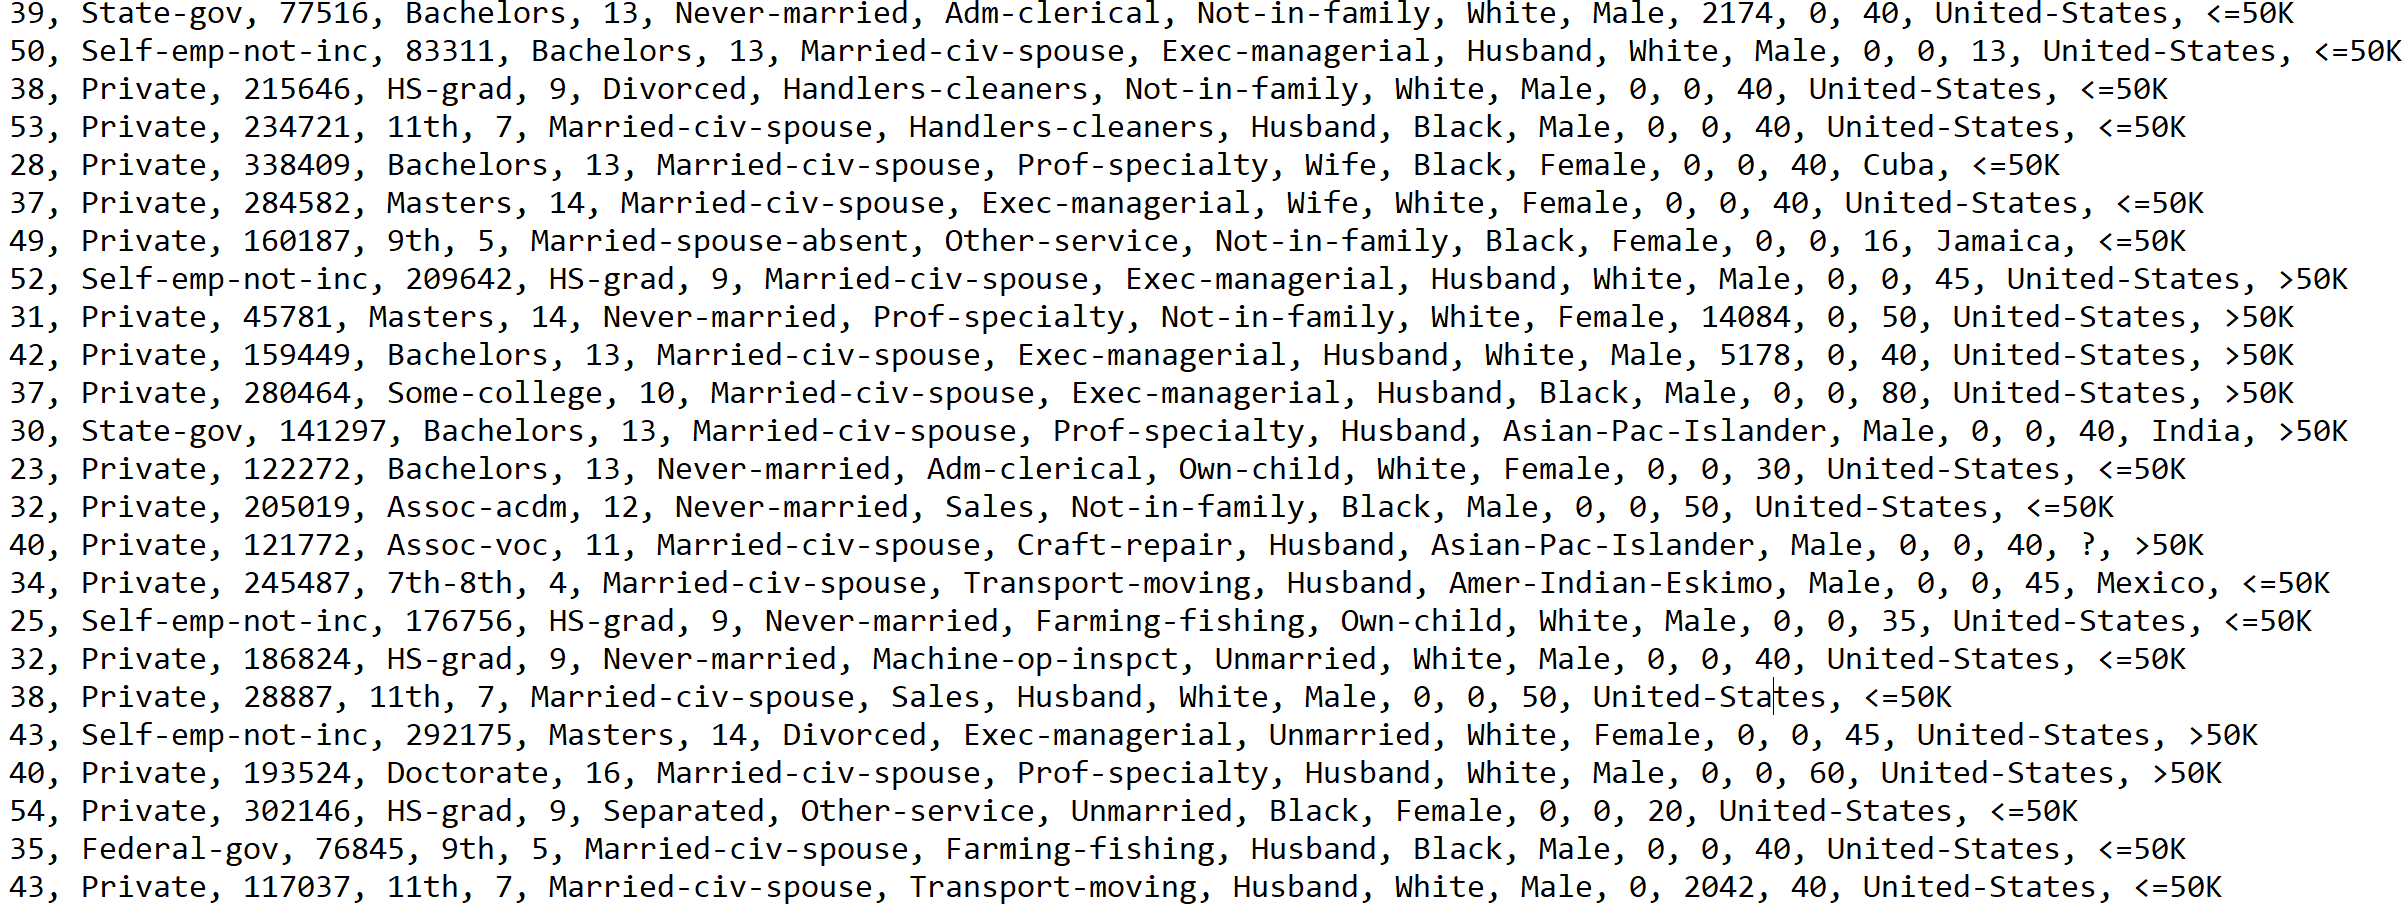 39, State-gov, 77516, Bachelors, 13, Never-married, Adm-clerical, Not-in-family, White, Male, 2174, 0, 40, United-States, <=50K
50, Self-emp-not-inc, 83311, Bachelors, 13, Married-civ-spouse, Exec-managerial, Husband, White, Male, 0, 0, 13, United-States, <=50K
38, Private, 215646, HS-grad, 9, Divorced, Handlers-cleaners, Not-in-family, White, Male, 0, 0, 40, United-States, <=50K
53, Private, 234721, 11th, 7, Married-civ-spouse, Handlers-cleaners, Husband, Black, Male, 0, 0, 40, United-States, <=50K
28, Private, 338409, Bachelors, 13, Married-civ-spouse, Prof-specialty, Wife, Black, Female, 0, 0, 40, Cuba, <=50K
37, Private, 284582, Masters, 14, Married-civ-spouse, Exec-managerial, Wife, White, Female, 0, 0, 40, United-States, <=50K
49, Private, 160187, 9th, 5, Married-spouse-absent, Other-service, Not-in-family, Black, Female, 0, 0, 16, Jamaica, <=50K
52, Self-emp-not-inc, 209642, HS-grad, 9, Married-civ-spouse, Exec-managerial, Husband, White, Male, 0, 0, 45, United-States, >50K
31, Private, 45781, Masters, 14, Never-married, Prof-specialty, Not-in-family, White, Female, 14084, 0, 50, United-States, >50K
42, Private, 159449, Bachelors, 13, Married-civ-spouse, Exec-managerial, Husband, White, Male, 5178, 0, 40, United-States, >50K
37, Private, 280464, Some-college, 10, Married-civ-spouse, Exec-managerial, Husband, Black, Male, 0, 0, 80, United-States, >50K
30, State-gov, 141297, Bachelors, 13, Married-civ-spouse, Prof-specialty, Husband, Asian-Pac-Islander, Male, 0, 0, 40, India, >50K
23, Private, 122272, Bachelors, 13, Never-married, Adm-clerical, Own-child, White, Female, 0, 0, 30, United-States, <=50K
32, Private, 205019, Assoc-acdm, 12, Never-married, Sales, Not-in-family, Black, Male, 0, 0, 50, United-States, <=50K
40, Private, 121772, Assoc-voc, 11, Married-civ-spouse, Craft-repair, Husband, Asian-Pac-Islander, Male, 0, 0, 40, ?, >50K
34, Private, 245487, 7th-8th, 4, Married-civ-spouse, Transport-moving, Husband, Amer-Indian-Eskimo, Male, 0, 0, 45, Mexico, <=50K
25, Self-emp-not-inc, 176756, HS-grad, 9, Never-married, Farming-fishing, Own-child, White, Male, 0, 0, 35, United-States, <=50K
32, Private, 186824, HS-grad, 9, Never-married, Machine-op-inspct, Unmarried, White, Male, 0, 0, 40, United-States, <=50K
38, Private, 28887, 11th, 7, Married-civ-spouse, Sales, Husband, White, Male, 0, 0, 50, United-States, <=50K
43, Self-emp-not-inc, 292175, Masters, 14, Divorced, Exec-managerial, Unmarried, White, Female, 0, 0, 45, United-States, >50K
40, Private, 193524, Doctorate, 16, Married-civ-spouse, Prof-specialty, Husband, White, Male, 0, 0, 60, United-States, >50K
54, Private, 302146, HS-grad, 9, Separated, Other-service, Unmarried, Black, Female, 0, 0, 20, United-States, <=50K
35, Federal-gov, 76845, 9th, 5, Married-civ-spouse, Farming-fishing, Husband, Black, Male, 0, 0, 40, United-States, <=50K
43, Private, 117037, 11th, 7, Married-civ-spouse, Transport-moving, Husband, White, Male, 0, 2042, 40, United-States, <=50K